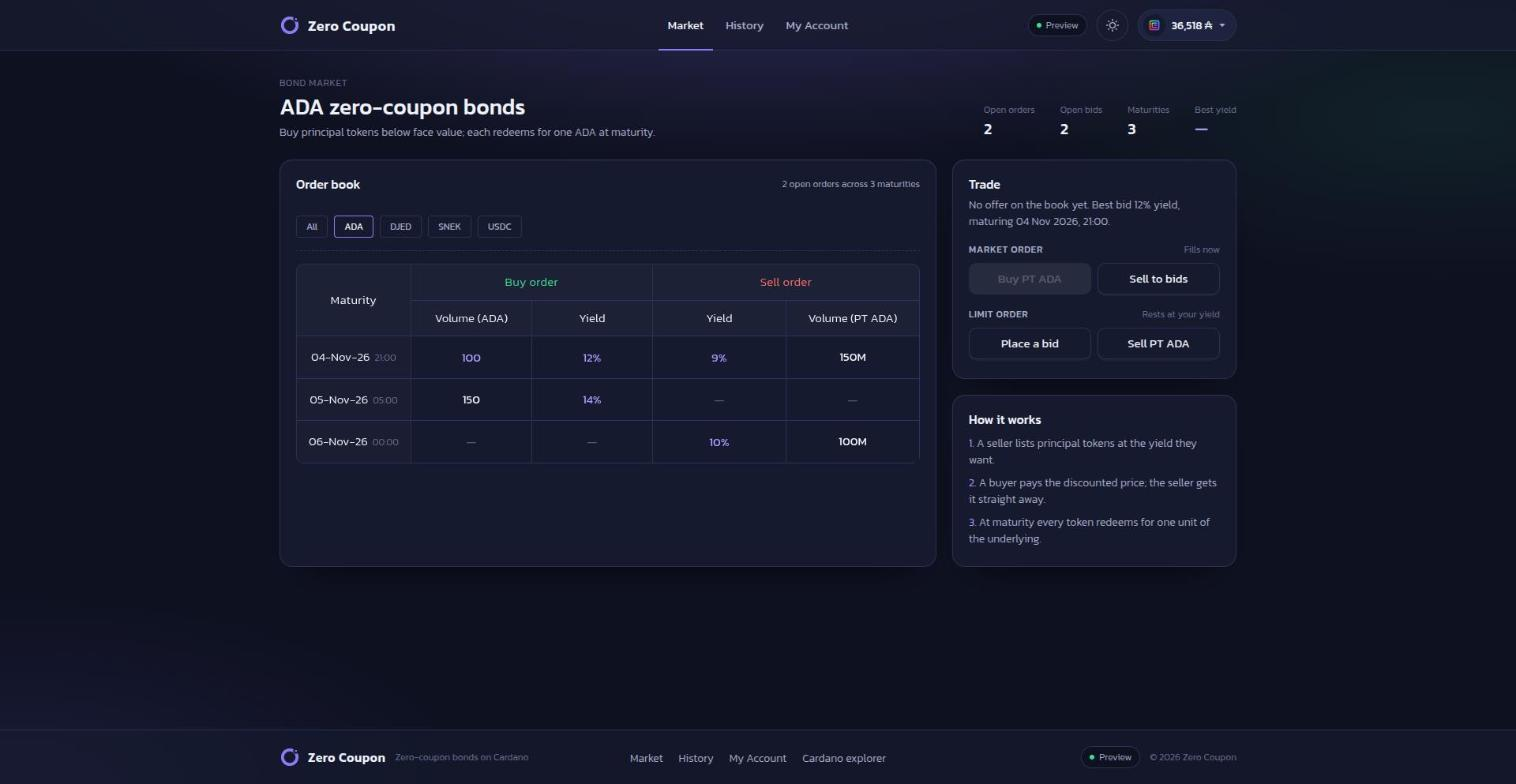 Zero Coupon
Market History My Account
Preview
36,518 ₳
BOND MARKET
ADA zero-coupon bonds
Buy principal tokens below face value; each redeems for one ADA at maturity.
Open orders Open bids Maturities Best yield
2 2 3 —
Order book
2 open orders across 3 maturities
All ADA DJED SNEK USDC
Maturity Buy order Sell order
Volume (ADA) Yield Yield Volume (PT ADA)
04-Nov-26 21:00 100 12% 9% 150M
05-Nov-26 05:00 150 14% — —
06-Nov-26 00:00 — — 10% 100M
Trade
No offer on the book yet. Best bid 12% yield,
maturing 04 Nov 2026, 21:00.
MARKET ORDER Fills now
Buy PT ADA Sell to bids
LIMIT ORDER Rests at your yield
Place a bid Sell PT ADA
How it works
1. A seller lists principal tokens at the yield they
want.
2. A buyer pays the discounted price; the seller gets
it straight away.
3. At maturity every token redeems for one unit of
the underlying.
Zero Coupon Zero-coupon bonds on Cardano
Market History My Account Cardano explorer
Preview © 2026 Zero Coupon